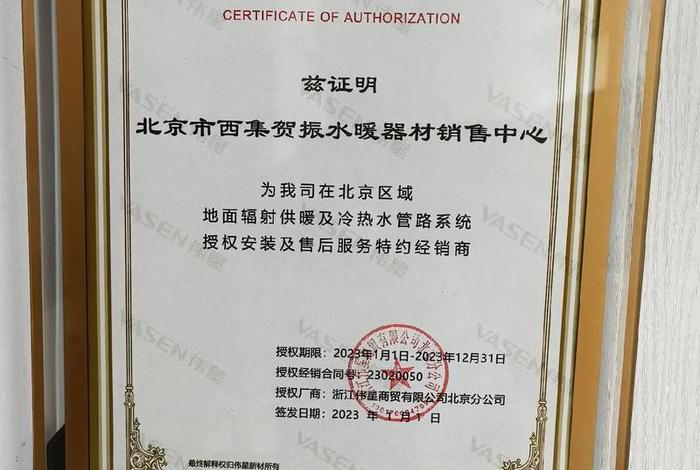 CERTIFICATE OF AUTHORIZATION
兹证明
北京市西集贺振水暖器材销售中心
为我司在北京区域
地面辐射供暖及冷热水管路系统
授权安装及售后服务特约经销商
授权期限：2023年1月1日-2023年12月31日
授权经销合同号：23020050
授权厂商：浙江伟星商贸有限公司北京分公司
签发日期：2023 年 1 月 1 日
最终解释权归伟星新材所有
VASEN 伟星